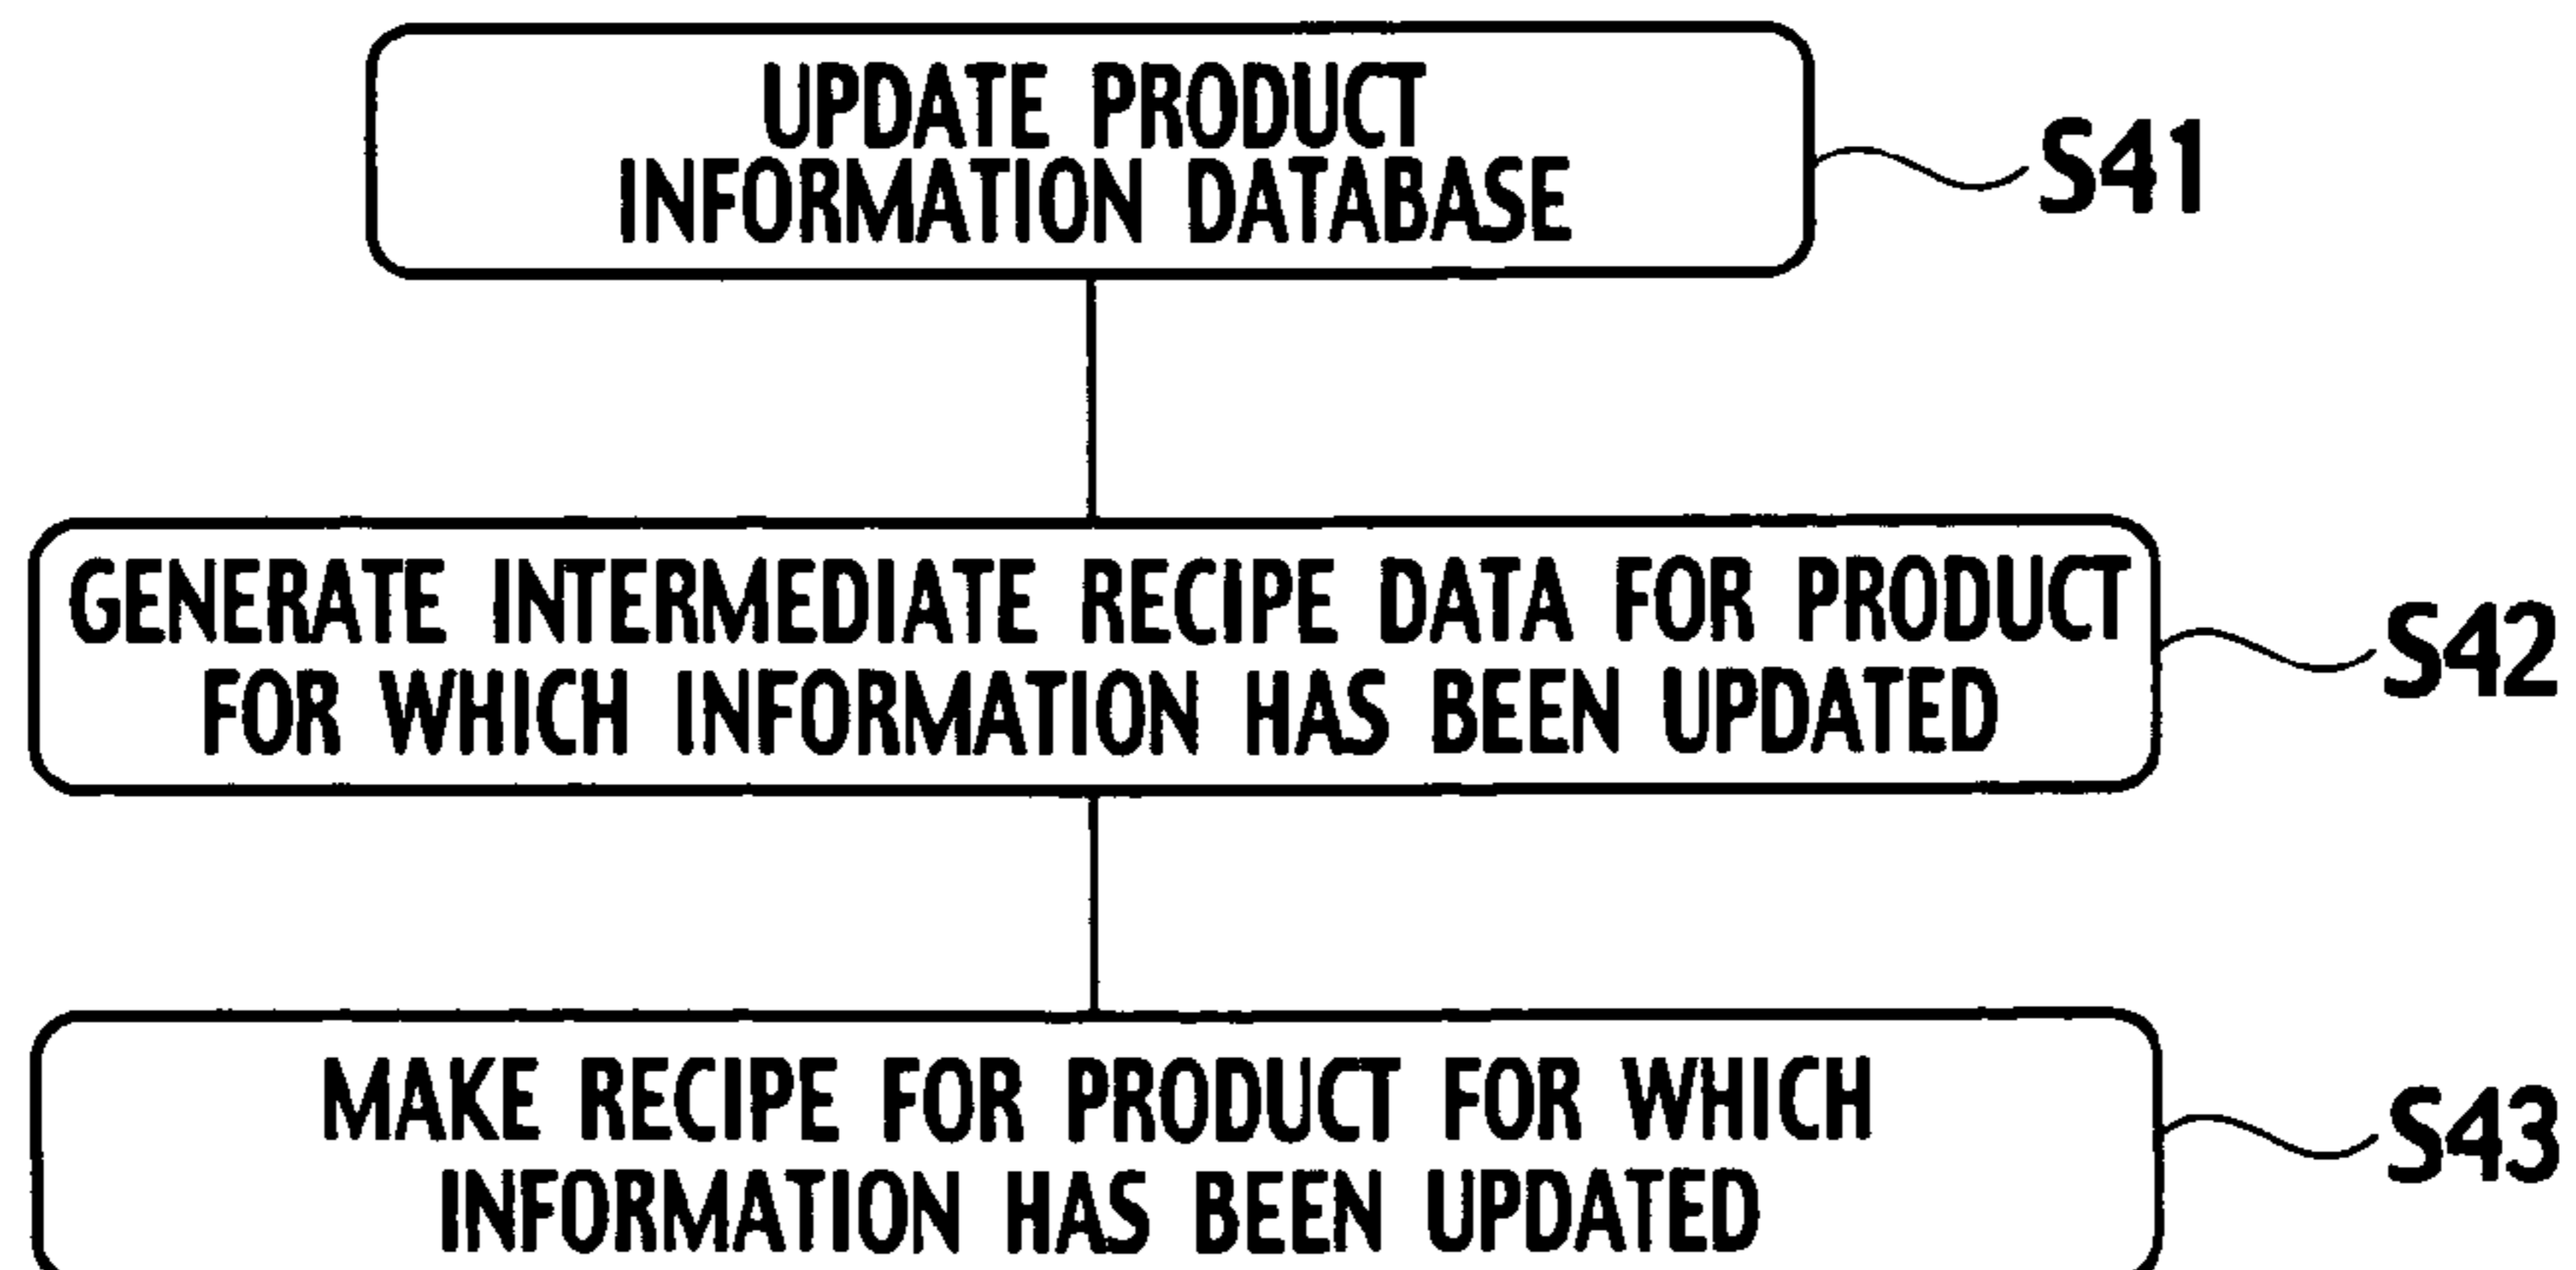 UPDATE PRODUCT
INFORMATION DATABASE
S41
GENERATE INTERMEDIATE RECIPE DATA FOR PRODUCT
FOR WHICH INFORMATION HAS BEEN UPDATED
S42
MAKE RECIPE FOR PRODUCT FOR WHICH
INFORMATION HAS BEEN UPDATED
S43